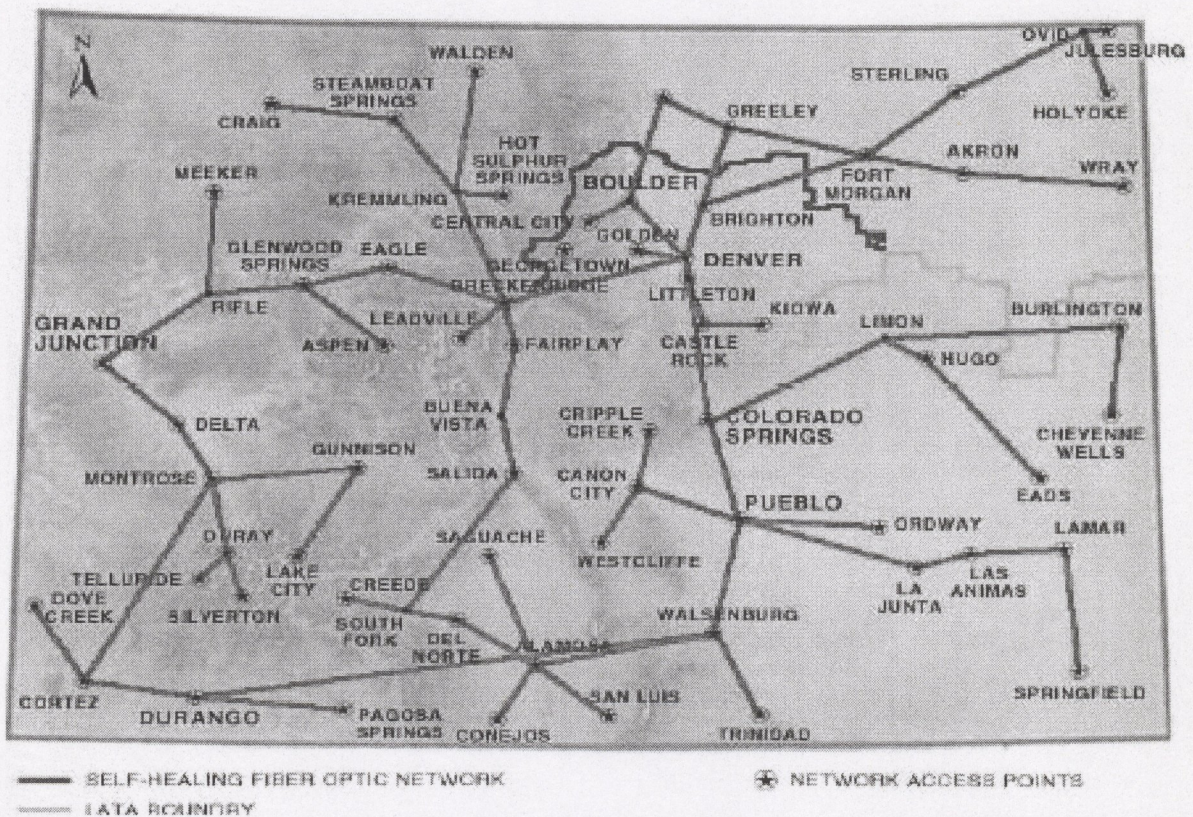 N
WALDEN
STEAMBOAT
SPRINGS
CRAIG
OVID
JULESBURG
STERLING
HOLYOKE
GREELEY
HOT
SULPHUR
SPRINGS
MEEKER
KREMMLING
BOULDER
AKRON
WRAY
FORT
MORGAN
CENTRAL CITY
BRIGHTON
GLENWOOD
SPRINGS
EAGLE
GOLDEN
GEORGETOWN
DENVER
BRECKENRIDGE
LITTLETON
RIFLE
KIOWA
BURLINGTON
GRAND
JUNCTION
LEADVILLE
ASPEN
FAIRPLAY
CASTLE
ROCK
LIMON
HUGO
DELTA
BUENA
VISTA
CRIPPLE
CREEK
COLORADO
SPRINGS
CHEYENNE
WELLS
GUNNISON
MONTROSE
SALIDA
CANON
CITY
EADS
PUEBLO
ORDWAY
LAMAR
OURAY
SAGUACHE
WESTCLIFFE
TELLURIDE
LAKE
CITY
LAS
ANIMAS
LA
JUNTA
DOVE
CREEK
SILVERTON
CREEDE
SOUTH
FORK
DEL
NORTE
ALAMOSA
WALSENBURG
CORTEZ
DURANGO
PAGOSA
SPRINGS
CONEJOS
SAN LUIS
TRINIDAD
SPRINGFIELD
SELF-HEALING FIBER OPTIC NETWORK
NETWORK ACCESS POINTS
LATA BOUNDRY